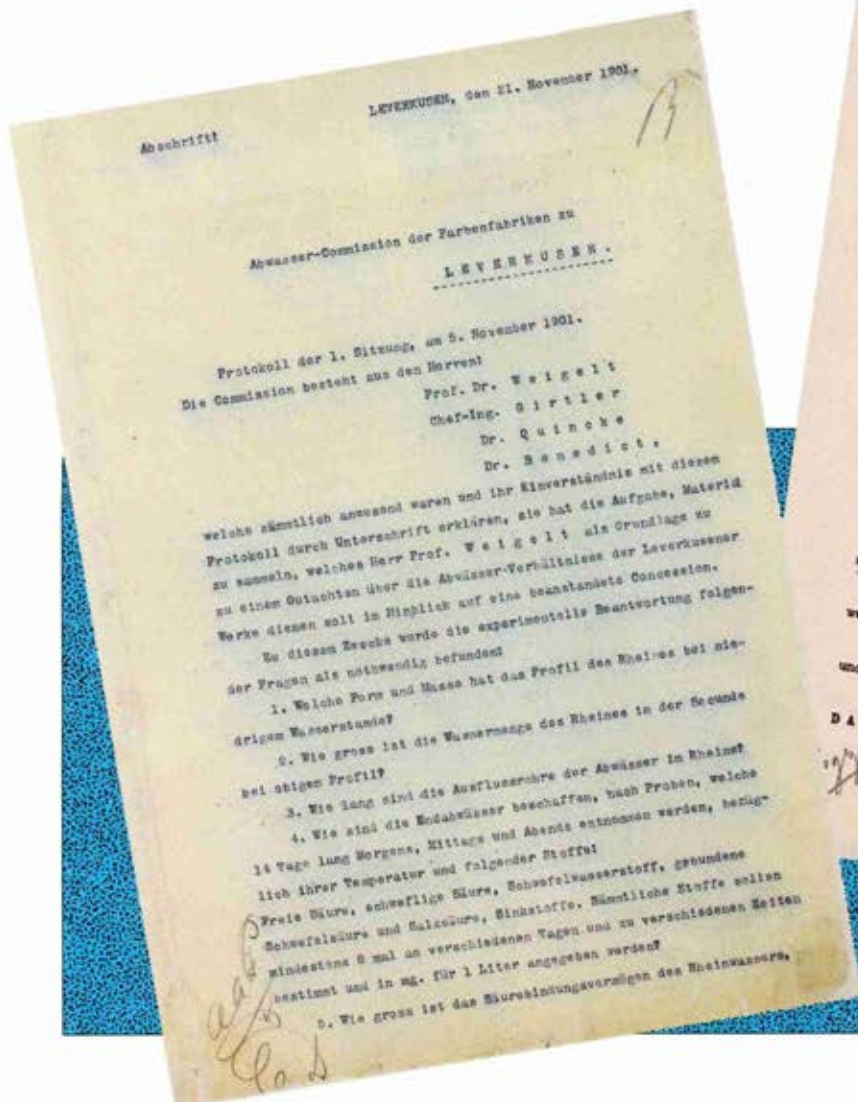 LEVERKUSEN, den 21. November 1901.
Abschrift!
Abwasser-Commission der Farbenfabriken zu
LEVERKUSEN.
Protokoll der 1. Sitzung, am 5. November 1901.
Die Commission besteht aus den Herren:
Prof. Dr. Weigelt
Chef-Ing. Girtler
Dr. Quincke
Dr. Benedict,
welche sämmtlich anwesend waren und ihr Einverständnis mit diesem
Protokoll durch Unterschrift erklären, sie hat die Aufgabe, Material
zu sammeln, welches Herr Prof. Weigelt als Grundlage zu
zu einem Gutachten über die Abwässer-Verhältnisse der Leverkusener
Werke dienen soll im Hinblick auf eine beanstandete Concession.
Zu diesem Zwecke wurde die experimentelle Beantwortung folgen-
der Fragen als nothwendig befunden:
1. Welche Form und Masse hat das Profil des Rheines bei nie-
drigem Wasserstande?
2. Wie gross ist die Wassermenge des Rheines in der Secunde
bei obigem Profil?
3. Wie lang sind die Ausflussrohre der Abwässer im Rheine?
4. Wie sind die Endabwässer beschaffen, nach Proben, welche
14 Tage lang Morgens, Mittags und Abends entnommen werden, bezüg-
lich ihrer Temperatur und folgender Stoffe:
Freie Säure, schweflige Säure, Schwefelwasserstoff, gebundene
Schwefelsäure und Salzsäure, Sinkstoffe. Sämmtliche Stoffe sollen
mindestens 6 mal an verschiedenen Tagen und zu verschiedenen Zeiten
bestimmt und in mg. für 1 Liter angegeben werden?
5. Wie gross ist das Säurebindungsvermögen des Rheinwassers,
und
DA